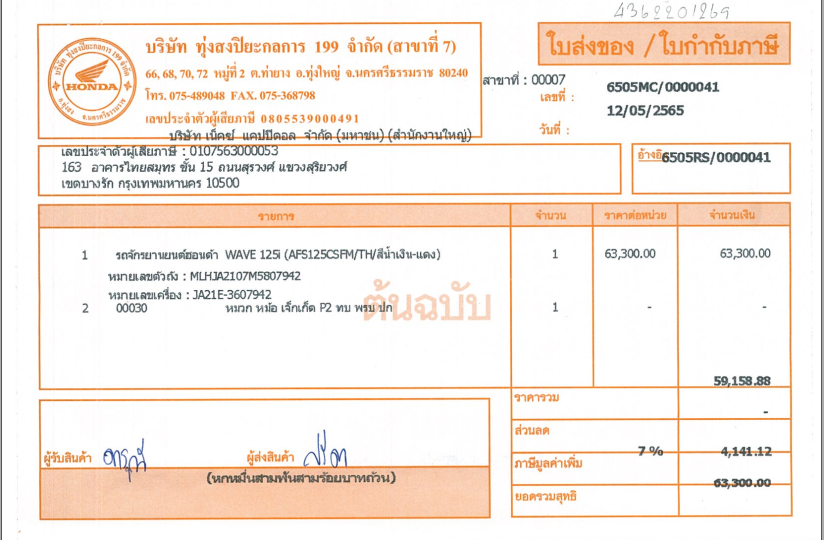 4362201269
บริษัท ทุ่งสงปิยะกลการ 199 จำกัด (สาขาที่ 7)
66, 68, 70, 72 หมู่ที่ 2 ต.ท่ายาง อ.ทุ่งใหญ่ จ.นครศรีธรรมราช 80240
โทร. 075-489048 FAX. 075-368798
เลขประจำตัวผู้เสียภาษี 0805539000491
HONDA
ใบส่งของ / ใบกำกับภาษี
สาขาที่ : 00007
เลขที่ : 6505MC/0000041
วันที่ : 12/05/2565
บริษัท เน็คซ์ แคปปิตอล จำกัด (มหาชน) (สำนักงานใหญ่)
เลขประจำตัวผู้เสียภาษี : 0107563000053
163 อาคารไทยสมุทร ชั้น 15 ถนนสุรวงศ์ แขวงสุริยวงศ์
เขตบางรัก กรุงเทพมหานคร 10500
อ้างอิง 6505RS/0000041
รายการ จำนวน ราคาต่อหน่วย จำนวนเงิน
1 รถจักรยานยนต์ฮอนด้า WAVE 125i (AFS125CSFM/TH/สีน้ำเงิน-แดง) 1 63,300.00 63,300.00
หมายเลขตัวถัง : MLHJA2107M5807942
หมายเลขเครื่อง : JA21E-3607942
2 00030 หมวก หม้อ เจ็กเก็ต P2 ทบ พรบ ปก 1 - -
ต้นฉบับ
59,158.88
ราคารวม
-
ส่วนลด
7 % 4,141.12
ภาษีมูลค่าเพิ่ม
63,300.00
ยอดรวมสุทธิ
ผู้รับสินค้า ผู้ส่งสินค้า
(หกหมื่นสามพันสามร้อยบาทถ้วน)